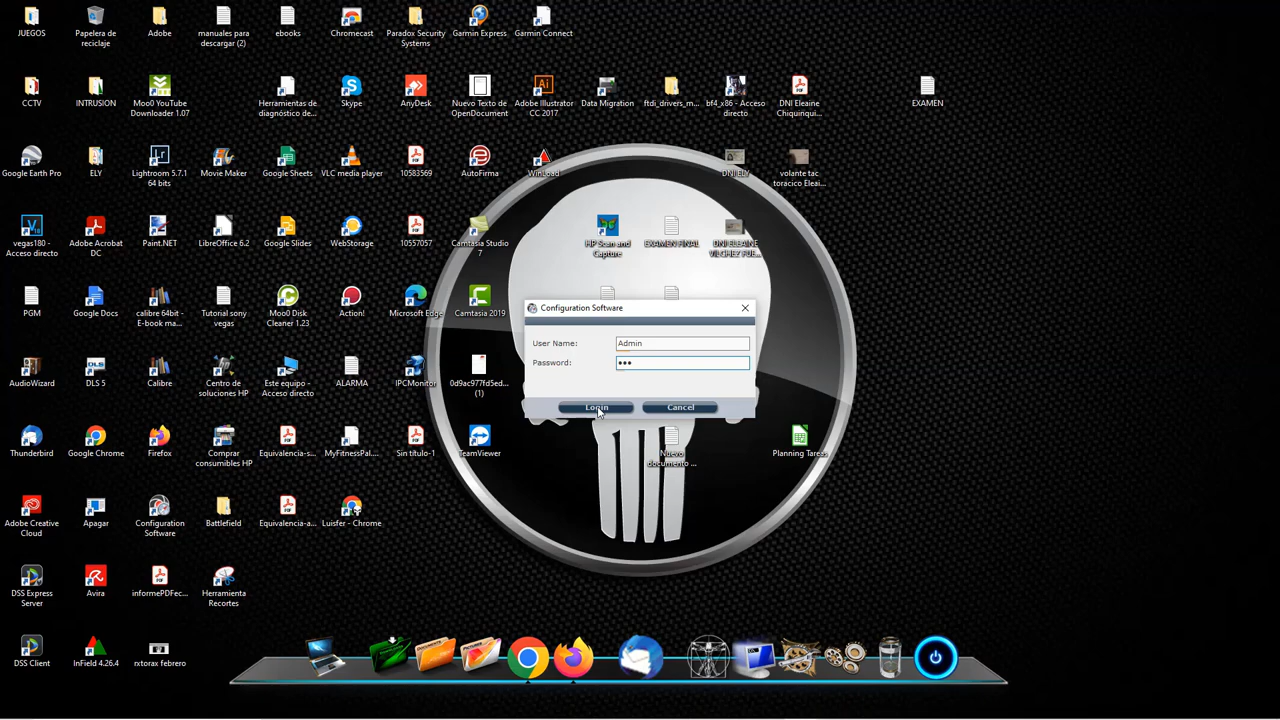 JUEGOS
Papelera de
reciclaje
Adobe
manuales para
descargar (2)
ebooks
Chromecast
Paradox Security
Systems
Garmin Express
Garmin Connect
CCTV
INTRUSION
Moo0 YouTube
Downloader 1.07
Herramientas de
diagnóstico de...
Skype
AnyDesk
Nuevo Texto de
OpenDocument
Adobe Illustrator
CC 2017
Data Migration
ftdi_drivers_m...
bf4_x86 - Acceso
directo
DNI Eleaine
Chiquinqui...
EXAMEN
Google Earth Pro
ELY
Lightroom 5.7.1
64 bits
Movie Maker
Google Sheets
VLC media player
10583569
AutoFirma
WinLoad
DNI ELY
volante tac
toracico Eleai...
vegas180 -
Acceso directo
Adobe Acrobat
DC
Paint.NET
LibreOffice 6.2
Google Slides
WebStorage
10557057
Camtasia Studio
7
HP Scan and
Capture
EXAMEN FINAL
DNI ELEAINE
VILCHEZ FUE...
PGM
Google Docs
calibre 64bit -
E-book ma...
Tutorial sony
vegas
Moo0 Disk
Cleaner 1.23
Action!
Microsoft Edge
Camtasia 2019
Configuration Software
User Name:
Admin
Password:
•••
Login
Cancel
AudioWizard
DLS 5
Calibre
Centro de
soluciones HP
Este equipo -
Acceso directo
ALARMA
IPCMonitor
0d9ac977fd5ed...
(1)
Thunderbird
Google Chrome
Firefox
Comprar
consumibles HP
Equivalencia-s...
MyFitnessPal...
Sin título-1
TeamViewer
Nuevo
documento ...
Planning Tareas
Adobe Creative
Cloud
Apagar
Configuration
Software
Battlefield
Equivalencia-a...
Luisfer - Chrome
DSS Express
Server
Avira
informePDFec...
Herramienta
Recortes
DSS Client
InField 4.26.4
rxtorax febrero